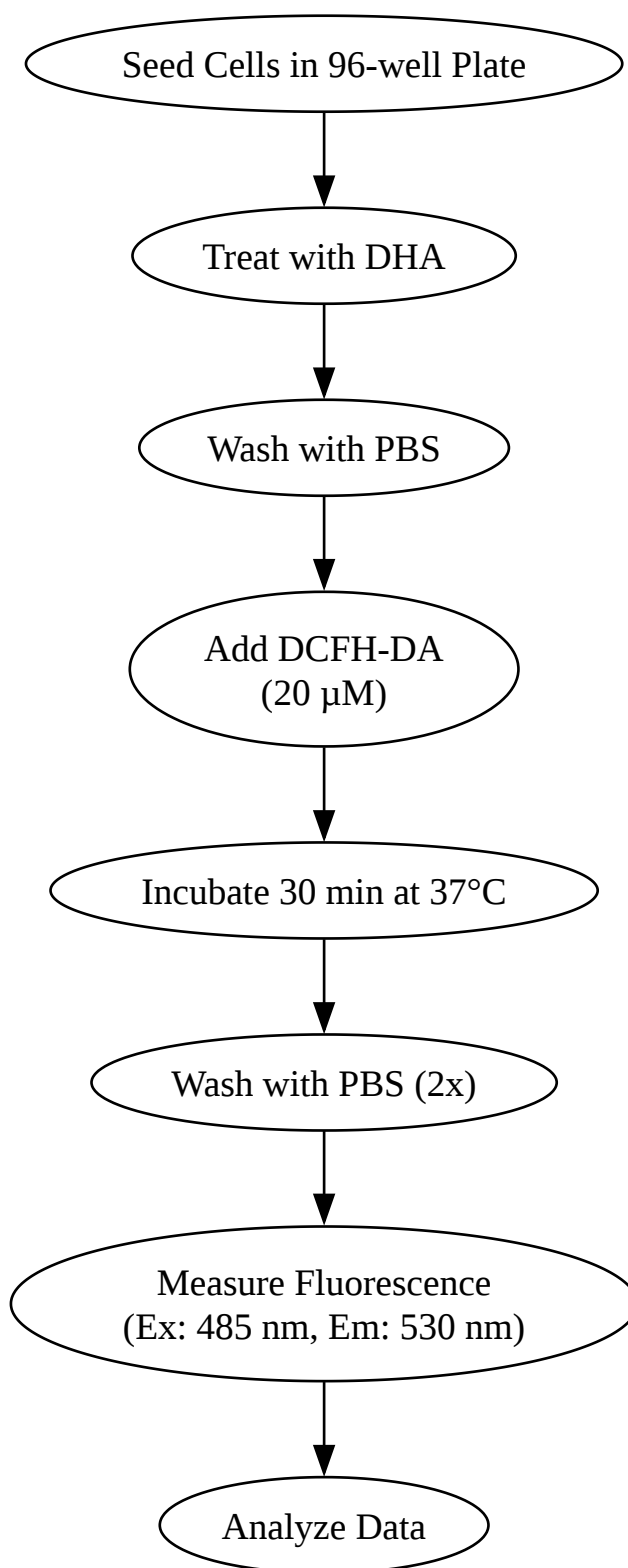 Seed Cells in 96-well Plate
Treat with DHA
Wash with PBS
Add DCFH-DA
(20 µM)
Incubate 30 min at 37°C
Wash with PBS (2x)
Measure Fluorescence
(Ex: 485 nm, Em: 530 nm)
Analyze Data